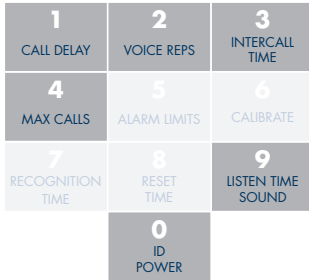 1
CALL DELAY
2
VOICE REPS
3
INTERCALL
TIME
4
MAX CALLS
5
ALARM LIMITS
6
CALIBRATE
7
RECOGNITION
TIME
8
RESET
TIME
9
LISTEN TIME
SOUND
0
ID
POWER